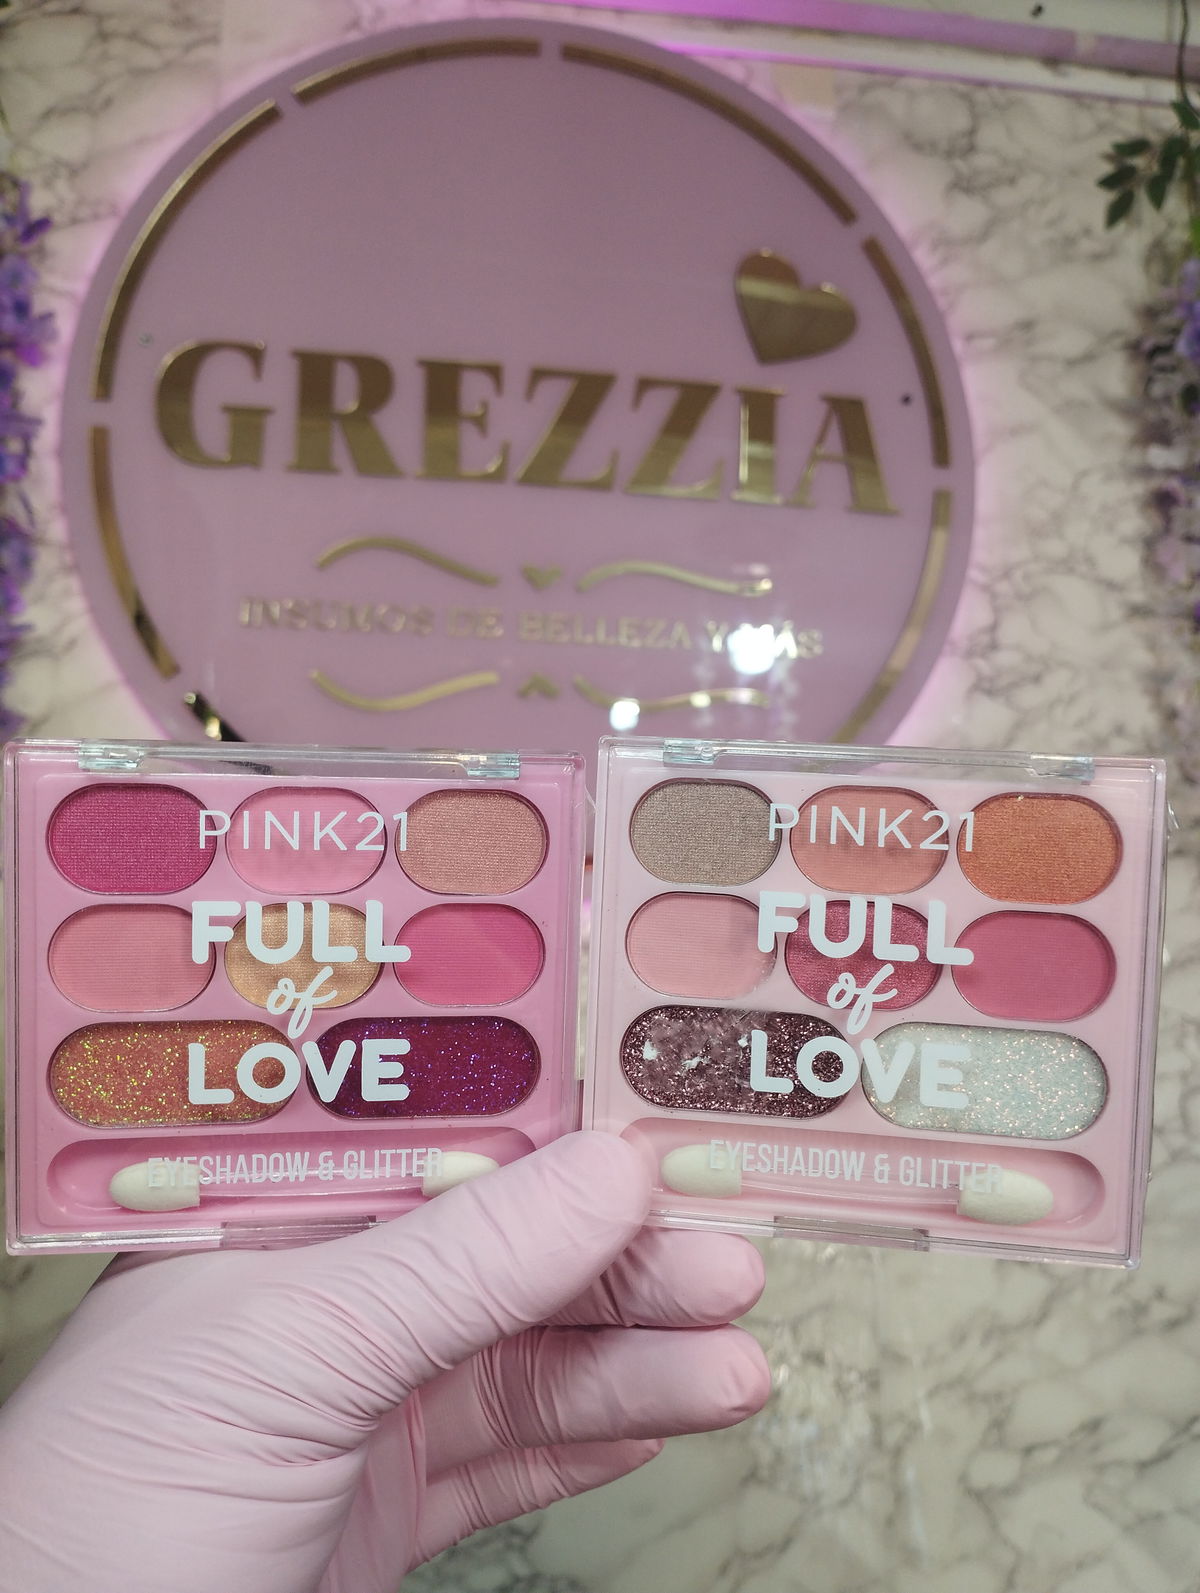 GREZZIA
INSUMOS DE BELLEZA Y MÁS
PINK21
FULL
of
LOVE
EYESHADOW & GLITTER
PINK21
FULL
of
LOVE
EYESHADOW & GLITTER